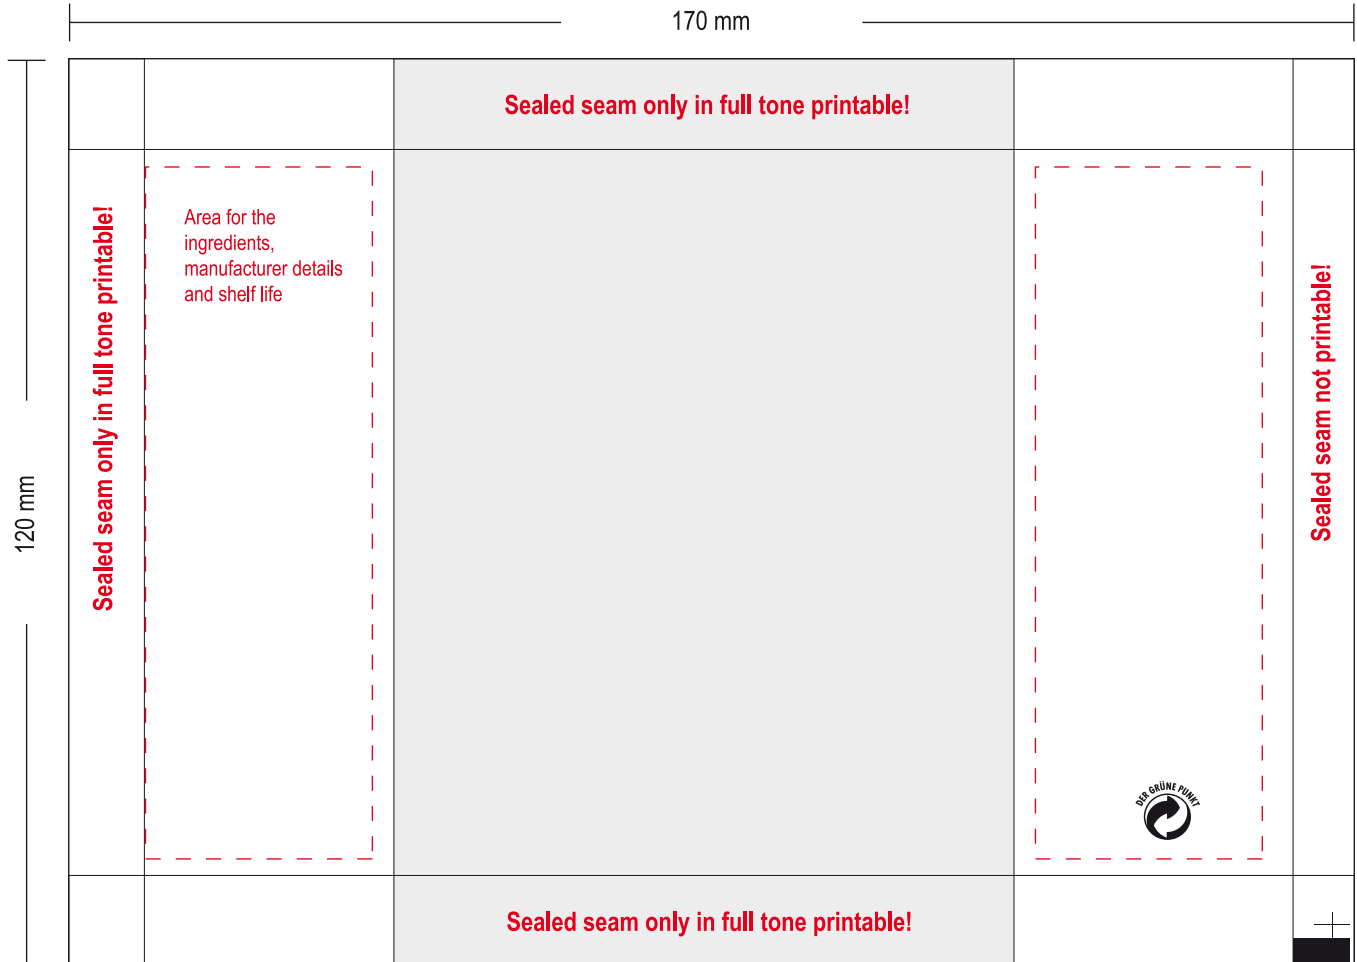 170 mm
Sealed seam only in full tone printable!
120 mm
Sealed seam only in full tone printable!
Area for the
ingredients,
manufacturer details
and shelf life
Sealed seam not printable!
DER GRÜNE PUNKT
Sealed seam only in full tone printable!